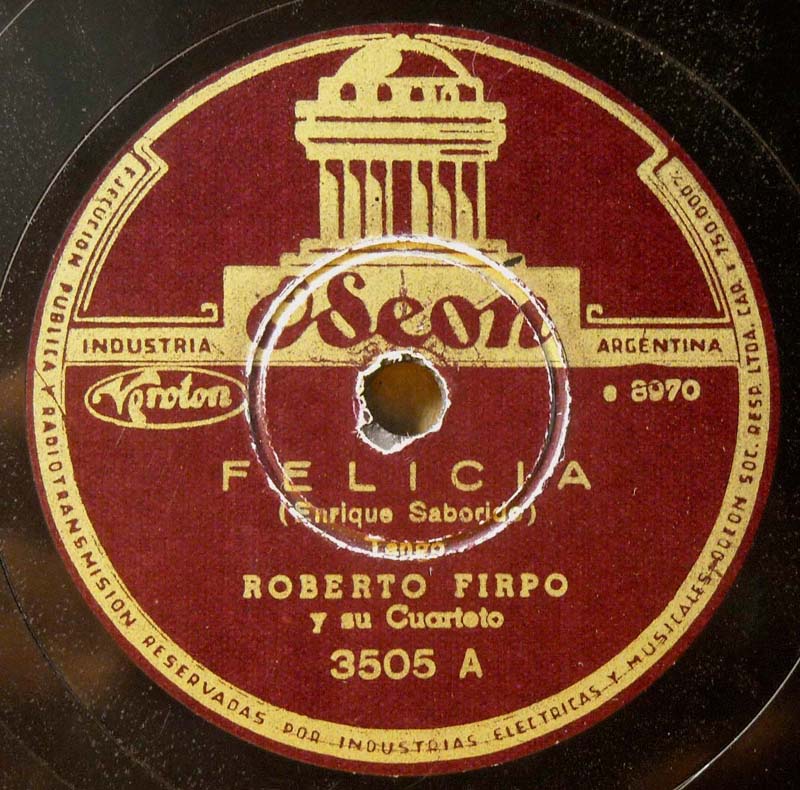 Odeon
INDUSTRIA ARGENTINA
Veroton
e 8970
FELICIA
(Enrique Saborido)
Tango
ROBERTO FIRPO
y su Cuarteto
3505 A
EJECUCION PUBLICA Y RADIOTRANSMISION RESERVADAS POR INDUSTRIAS ELECTRICAS Y MUSICALES-ODEON SOC. RESP. LTDA. CAP. $ 750.000 %